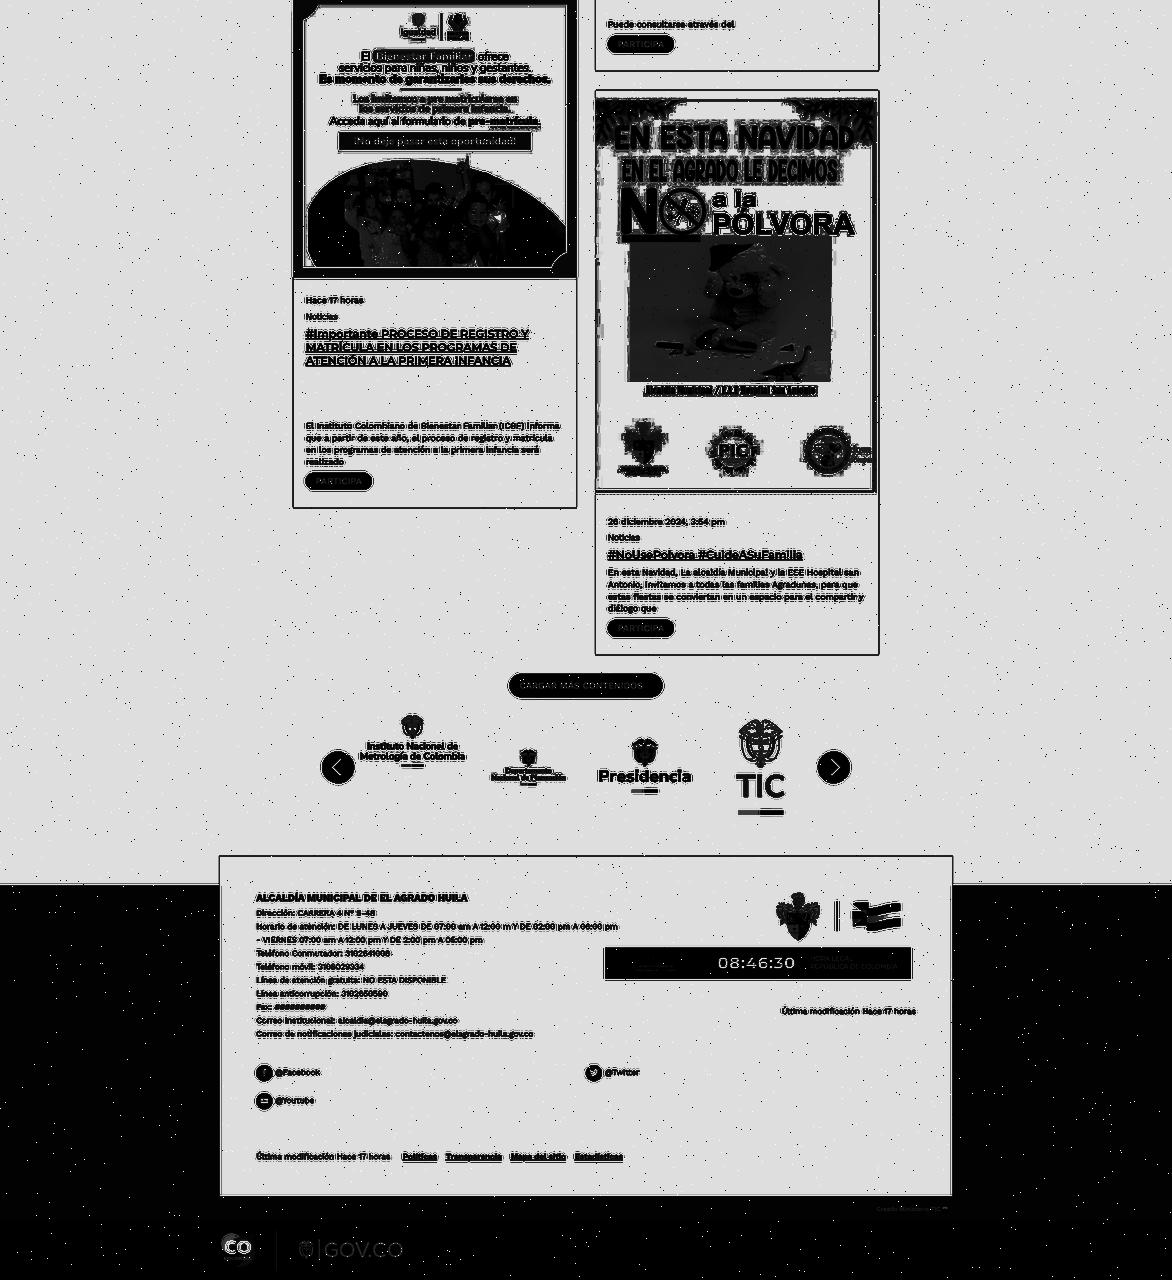 El Bienestar Familiar ofrece
servicios para niñas, niños y gestantes.
Es momento de garantizarles sus derechos.
Los invitamos a pre matricularse en
los servicios de primera infancia.
Acceda aquí al formulario de pre-matrícula.
¡No deje pasar esta oportunidad!
Hace 17 horas
Noticias
#Importante PROCESO DE REGISTRO Y
MATRÍCULA EN LOS PROGRAMAS DE
ATENCIÓN A LA PRIMERA INFANCIA
El Instituto Colombiano de Bienestar Familiar (ICBF) informa
que a partir de este año, el proceso de registro y matrícula
en los programas de atención a la primera infancia será
realizado
PARTICIPA
Puede consultarse através del
PARTICIPA
EN ESTA NAVIDAD
EN EL AGRADO LE DECIMOS
NO a la
PÓLVORA
PIC
26 diciembre 2024, 3:54 pm
Noticias
#NoUsePolvora #CuideASuFamilia
En esta Navidad, La alcaldía Municipal y la ESE Hospital san
Antonio, invitamos a todas las familias Agradunas, para que
estas fiestas se conviertan en un espacio para el compartir y
diálogo que
PARTICIPA
CARGAR MÁS CONTENIDOS
Instituto Nacional de
Metrología de Colombia
Presidencia
TIC
ALCALDÍA MUNICIPAL DE EL AGRADO HUILA
Dirección: CARRERA 4 Nº 8-48
Horario de atención: DE LUNES A JUEVES DE 07:00 am A 12:00 m Y DE 02:00 pm A 06:00 pm
- VIERNES 07:00 am A 12:00 pm Y DE 2:00 pm A 05:00 pm
Teléfono Conmutador:
Teléfono móvil:
Línea de atención gratuita: NO ESTA DISPONIBLE
Línea anticorrupción:
Fax: ##########
Correo institucional: alcaldia@elagrado-huila.gov.co
Correo de notificaciones judiciales: contactenos@elagrado-huila.gov.co
08:46:30
HORA LEGAL
REPÚBLICA DE COLOMBIA
Última modificación Hace 17 horas
@Facebook
@Twitter
@Youtube
Última modificación Hace 17 horas Políticas Transparencia Mapa del sitio Estadísticas
CO
GOV.CO